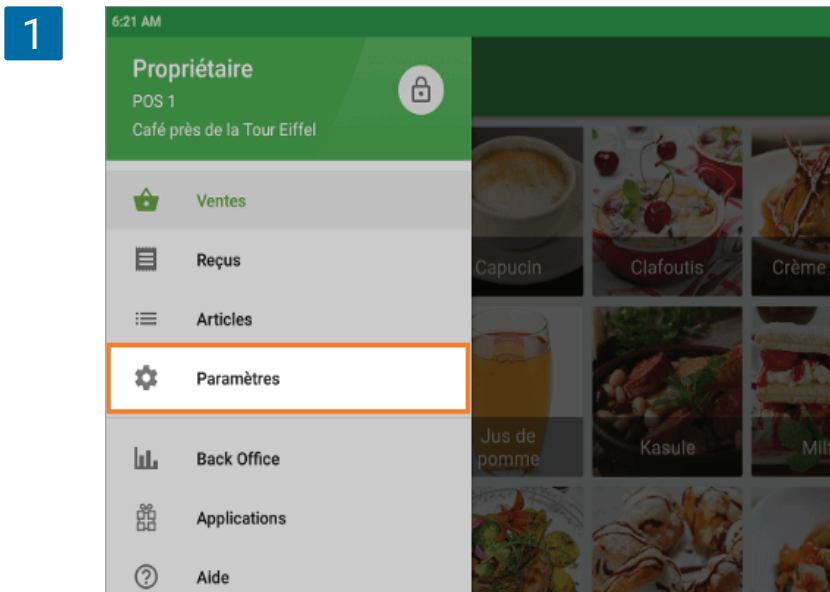 1
6:21 AM
Propriétaire
POS 1
Café près de la Tour Eiffel
Ventes
Reçus
Articles
Paramètres
Back Office
Applications
Aide
Capucin
Clafoutis
Crème
Jus de
pomme
Kasule